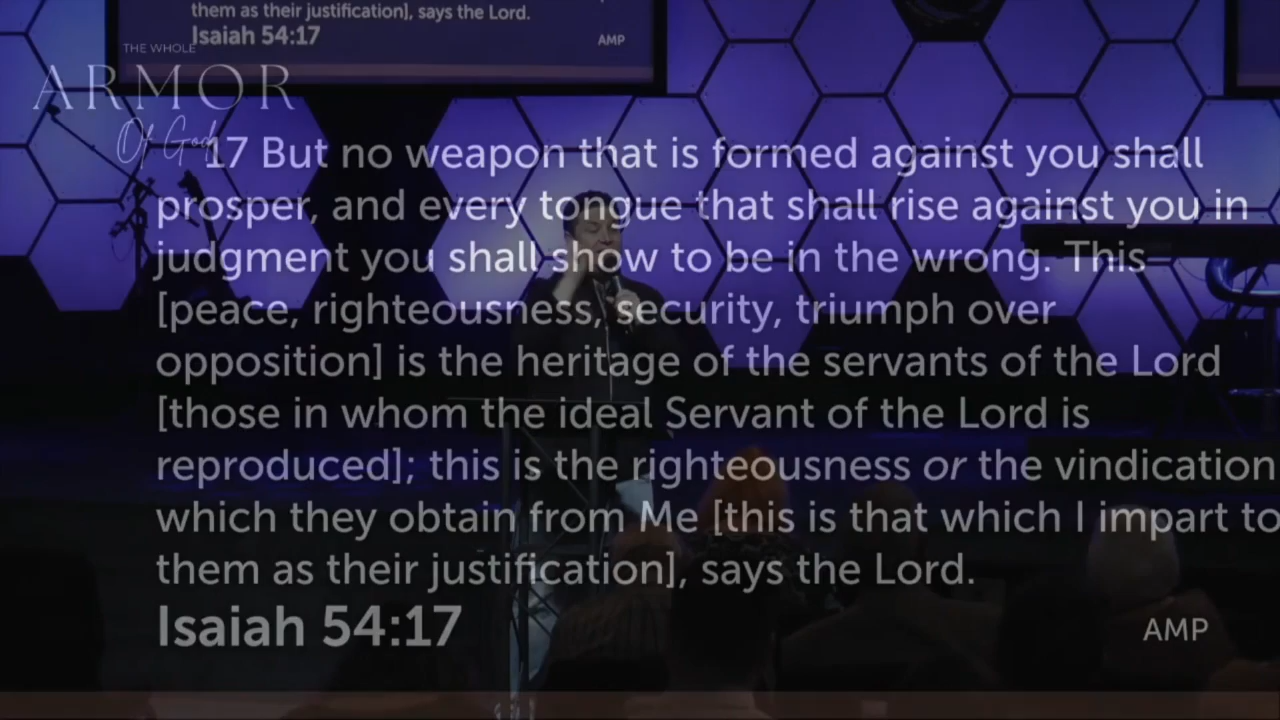 them as their justification], says the Lord.
Isaiah 54:17
AMP
THE WHOLE
ARMOR
Of God
17 But no weapon that is formed against you shall
prosper, and every tongue that shall rise against you in
judgment you shall show to be in the wrong. This
[peace, righteousness, security, triumph over
opposition] is the heritage of the servants of the Lord
[those in whom the ideal Servant of the Lord is
reproduced]; this is the righteousness or the vindication
which they obtain from Me [this is that which I impart to
them as their justification], says the Lord.
Isaiah 54:17
AMP